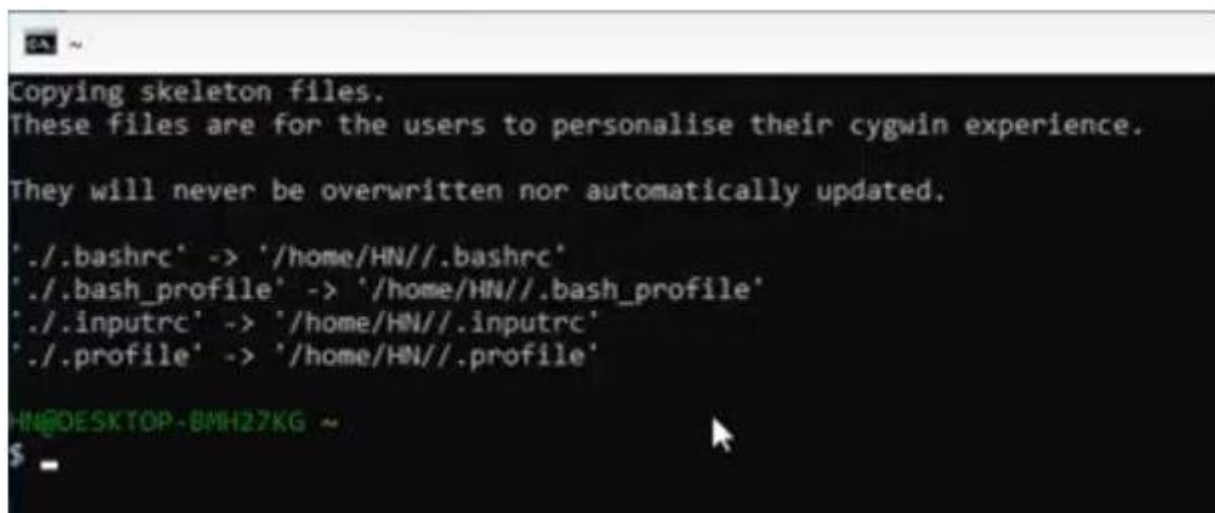 ~
Copying skeleton files.
These files are for the users to personalise their cygwin experience.
They will never be overwritten nor automatically updated.
'./.bashrc' -> '/home/HN//.bashrc'
'./.bash_profile' -> '/home/HN//.bash_profile'
'./.inputrc' -> '/home/HN//.inputrc'
'./.profile' -> '/home/HN//.profile'
HN@DESKTOP-BMH27KG ~
$